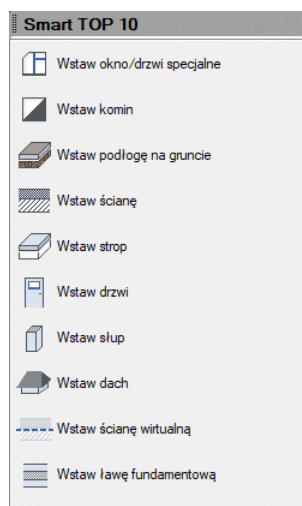 Smart TOP 10
Wstaw okno/drzwi specjalne
Wstaw komin
Wstaw podłogę na gruncie
Wstaw ścianę
Wstaw strop
Wstaw drzwi
Wstaw słup
Wstaw dach
Wstaw ścianę wirtualną
Wstaw ławę fundamentową